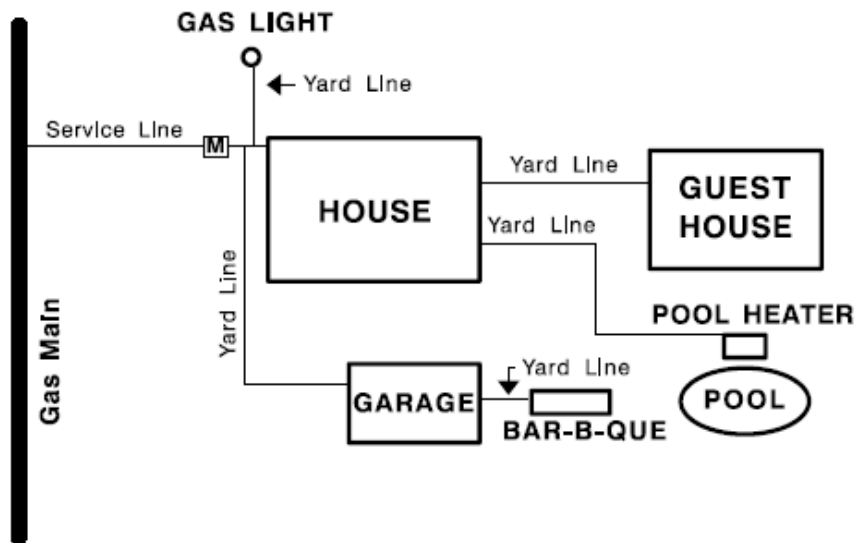 GAS LIGHT
Yard Line
Service Line
M
Yard Line
HOUSE
GUEST
HOUSE
Yard Line
Yard Line
Gas Main
POOL HEATER
Yard Line
GARAGE
POOL
BAR-B-QUE